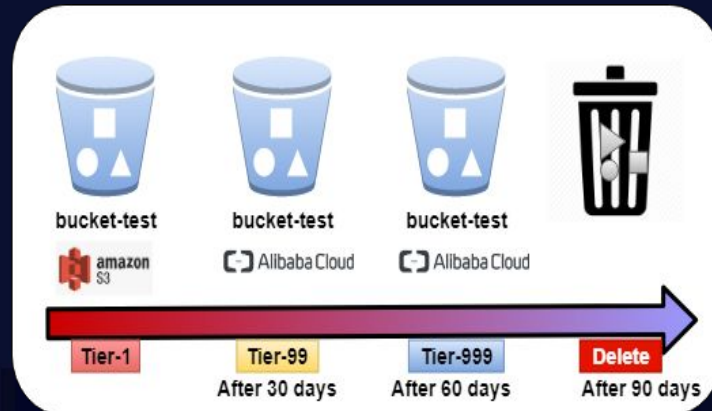 bucket-test
bucket-test
bucket-test
amazon
S3
Alibaba Cloud
Alibaba Cloud
Tier-1
Tier-99
Tier-999
Delete
After 30 days
After 60 days
After 90 days